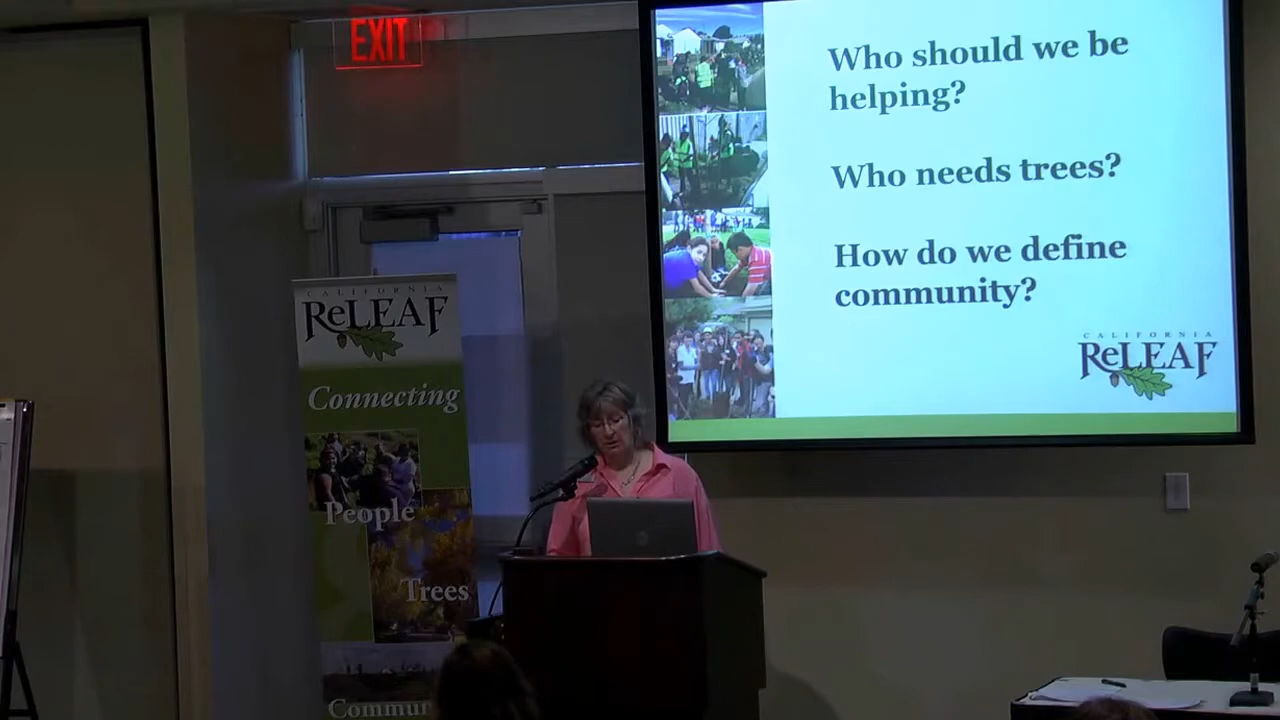 EXIT
Who should we be
helping?
Who needs trees?
How do we define
community?
CALIFORNIA
ReLEAF
CALIFORNIA
ReLEAF
Connecting
People
Trees
Commun